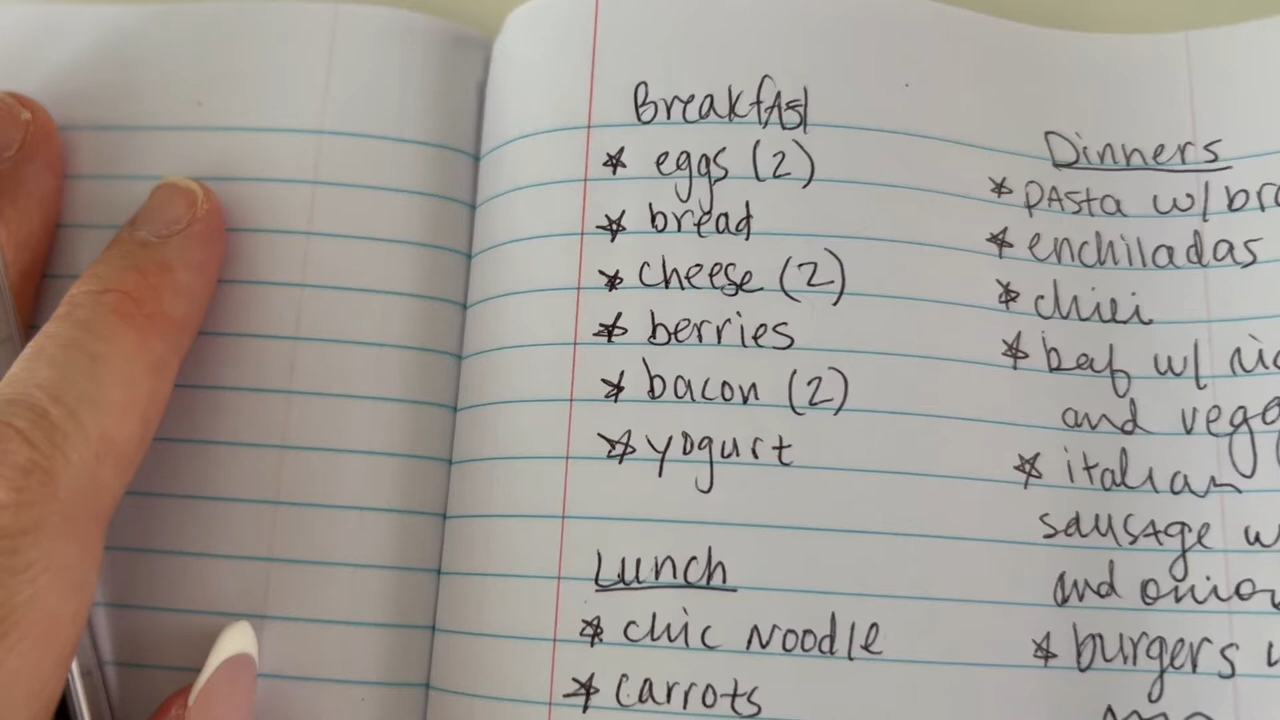 Breakfast
* eggs (2)
* bread
* cheese (2)
* berries
* bacon (2)
* yogurt
Lunch
* chic Noodle
* carrots
Dinners
* pasta w/
* enchiladas
* beef w/
and
* italian
sausage
and
* burgers